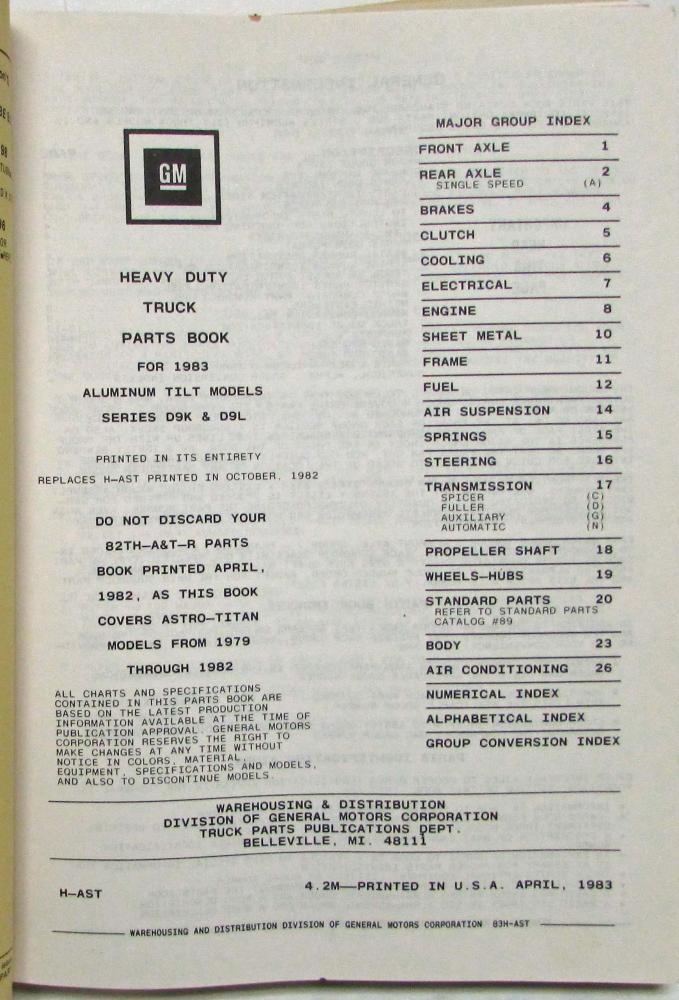 GM
HEAVY DUTY
TRUCK
PARTS BOOK
FOR 1983
ALUMINUM TILT MODELS
SERIES D9K & D9L
PRINTED IN ITS ENTIRETY
REPLACES H-AST PRINTED IN OCTOBER, 1982
DO NOT DISCARD YOUR
82TH-A&T-R PARTS
BOOK PRINTED APRIL,
1982, AS THIS BOOK
COVERS ASTRO-TITAN
MODELS FROM 1979
THROUGH 1982
ALL CHARTS AND SPECIFICATIONS
CONTAINED IN THIS PARTS BOOK ARE
BASED ON THE LATEST PRODUCTION
INFORMATION AVAILABLE AT THE TIME OF
PUBLICATION APPROVAL. GENERAL MOTORS
CORPORATION RESERVES THE RIGHT TO
MAKE CHANGES AT ANY TIME WITHOUT
NOTICE IN COLORS, MATERIAL,
EQUIPMENT, SPECIFICATIONS AND MODELS,
AND ALSO TO DISCONTINUE MODELS.
MAJOR GROUP INDEX
FRONT AXLE 1
REAR AXLE 2
SINGLE SPEED (A)
BRAKES 4
CLUTCH 5
COOLING 6
ELECTRICAL 7
ENGINE 8
SHEET METAL 10
FRAME 11
FUEL 12
AIR SUSPENSION 14
SPRINGS 15
STEERING 16
TRANSMISSION 17
SPICER (C)
FULLER (D)
AUXILIARY (G)
AUTOMATIC (N)
PROPELLER SHAFT 18
WHEELS-HUBS 19
STANDARD PARTS 20
REFER TO STANDARD PARTS
CATALOG #89
BODY 23
AIR CONDITIONING 26
NUMERICAL INDEX
ALPHABETICAL INDEX
GROUP CONVERSION INDEX
WAREHOUSING & DISTRIBUTION
DIVISION OF GENERAL MOTORS CORPORATION
TRUCK PARTS PUBLICATIONS DEPT.
BELLEVILLE, MI. 48111
H-AST
4.2M—PRINTED IN U.S.A. APRIL, 1983
WAREHOUSING AND DISTRIBUTION DIVISION OF GENERAL MOTORS CORPORATION 83H-AST